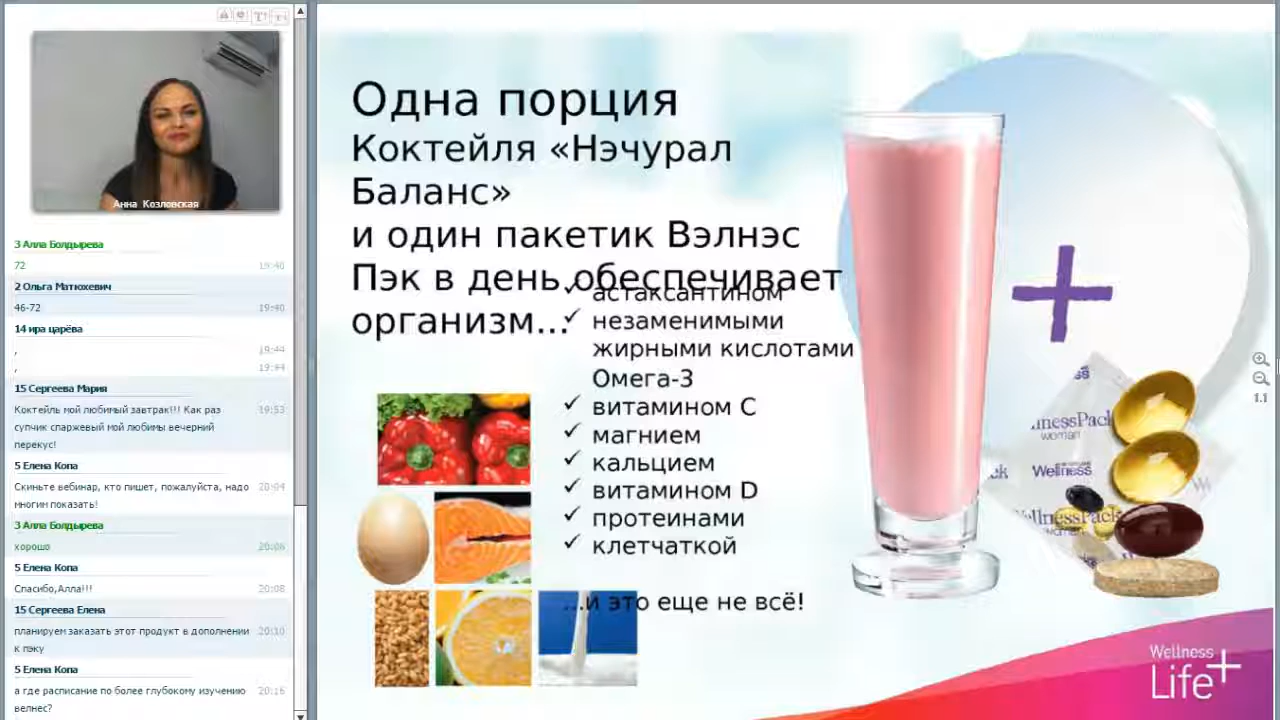 Анна Козловская
3 Алла Болдырева
72 19:40
2 Ольга Матюхевич
46-72 19:40
14 ира царёва
, 19:44
, 19:44
15 Сергеева Мария
Коктейль мой любимый завтрак!!! Как раз 19:53
супчик спаржевый мой любимы вечерний
перекус!
5 Елена Копа
Скиньте вебинар, кто пишет, пожалуйста, надо 20:04
многим показать!
3 Алла Болдырева
хорошо 20:06
5 Елена Копа
Спасибо,Алла!!! 20:08
15 Сергеева Елена
планируем заказать этот продукт в дополнении 20:10
к пэку
5 Елена Копа
а где расписание по более глубокому изучению 20:16
велнес?
Одна порция
Коктейля «Нэчурал
Баланс»
и один пакетик Вэлнэс
Пэк в день обеспечивает
организм...
✓ астаксантином
✓ незаменимыми
жирными кислотами
Омега-3
✓ витамином С
✓ магнием
✓ кальцием
✓ витамином D
✓ протеинами
✓ клетчаткой
...и это еще не всё!
+
woman
Wellness
woman
1.1
Wellness
Life+